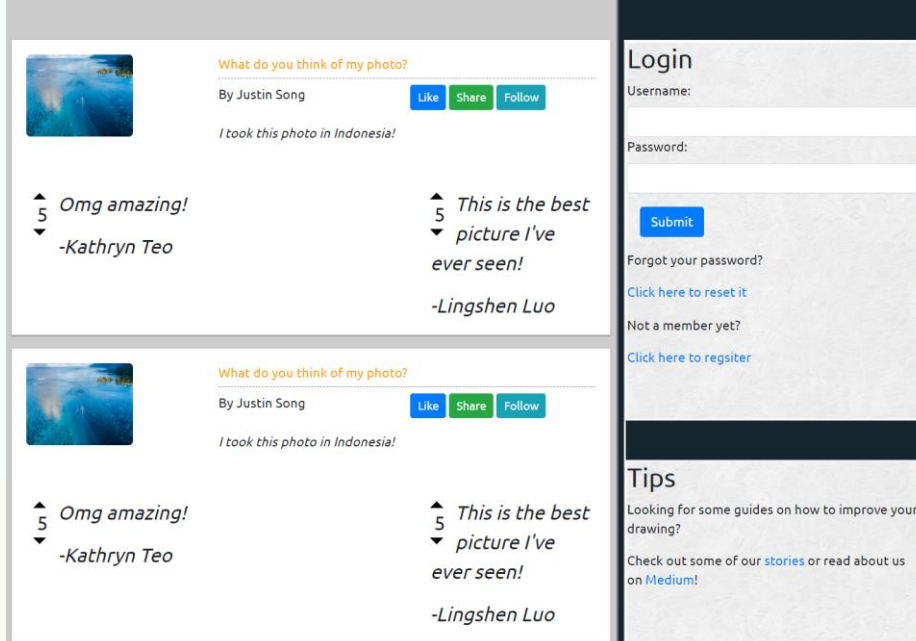 What do you think of my photo?
By Justin Song
Like Share Follow
I took this photo in Indonesia!
5
Omg amazing!
-Kathryn Teo
5
This is the best
picture I've
ever seen!
-Lingshen Luo
What do you think of my photo?
By Justin Song
Like Share Follow
I took this photo in Indonesia!
5
Omg amazing!
-Kathryn Teo
5
This is the best
picture I've
ever seen!
-Lingshen Luo
Login
Username:
Password:
Submit
Forgot your password?
Click here to reset it
Not a member yet?
Click here to regsiter
Tips
Looking for some guides on how to improve your
drawing?
Check out some of our stories or read about us
on Medium!